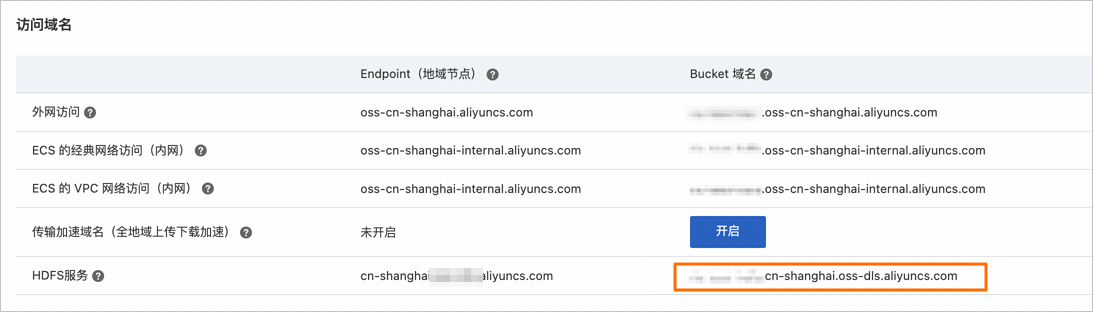 访问域名
Endpoint（地域节点） Bucket 域名
外网访问 oss-cn-shanghai.aliyuncs.com .oss-cn-shanghai.aliyuncs.com
ECS 的经典网络访问（内网） oss-cn-shanghai-internal.aliyuncs.com .oss-cn-shanghai-internal.aliyuncs.com
ECS 的 VPC 网络访问（内网） oss-cn-shanghai-internal.aliyuncs.com .oss-cn-shanghai-internal.aliyuncs.com
传输加速域名（全地域上传下载加速） 未开启 开启
HDFS服务 cn-shanghai aliyuncs.com cn-shanghai.oss-dls.aliyuncs.com